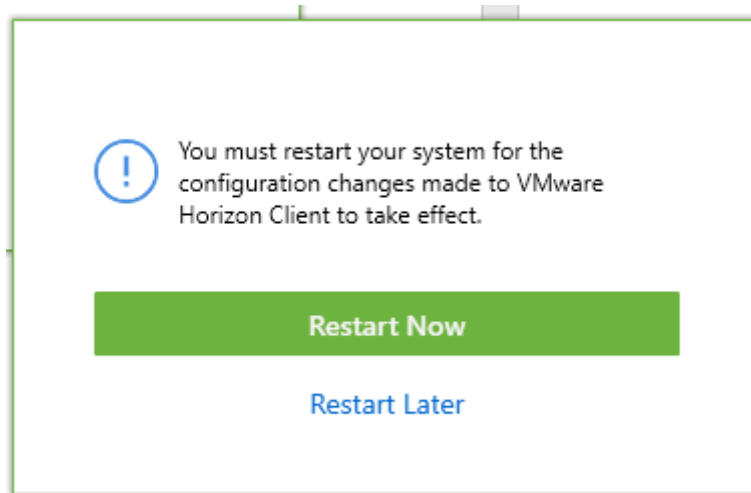 You must restart your system for the
configuration changes made to VMware
Horizon Client to take effect.
Restart Now
Restart Later